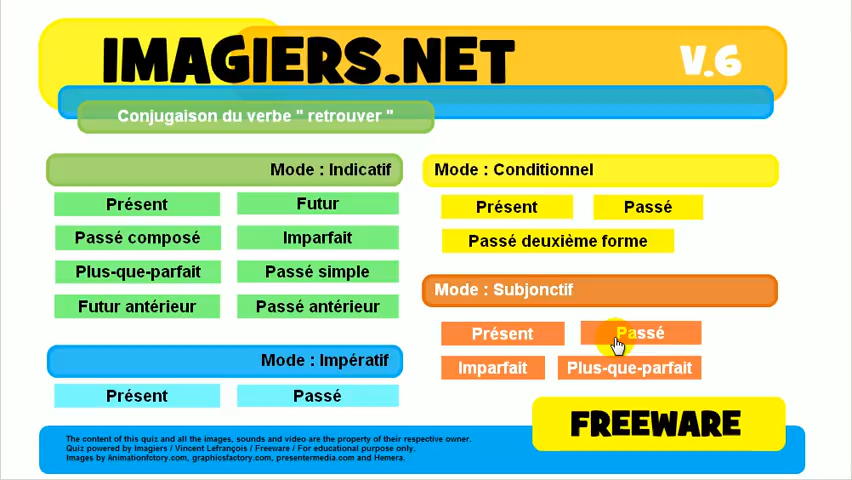 IMAGIERS.NET
V.6
Conjugaison du verbe " retrouver "
Mode : Indicatif
Présent
Futur
Passé composé
Imparfait
Plus-que-parfait
Passé simple
Futur antérieur
Passé antérieur
Mode : Impératif
Présent
Passé
Mode : Conditionnel
Présent
Passé
Passé deuxième forme
Mode : Subjonctif
Présent
Passé
Imparfait
Plus-que-parfait
FREEWARE
The content of this quiz and all the images, sounds and video are the property of their respective owner.
Quiz powered by Imagiers / Vincent Lefrançois / Freeware / For educational purpose only.
Images by Animationfctory.com, graphicsfactory.com, presentermedia.com and Hemera.